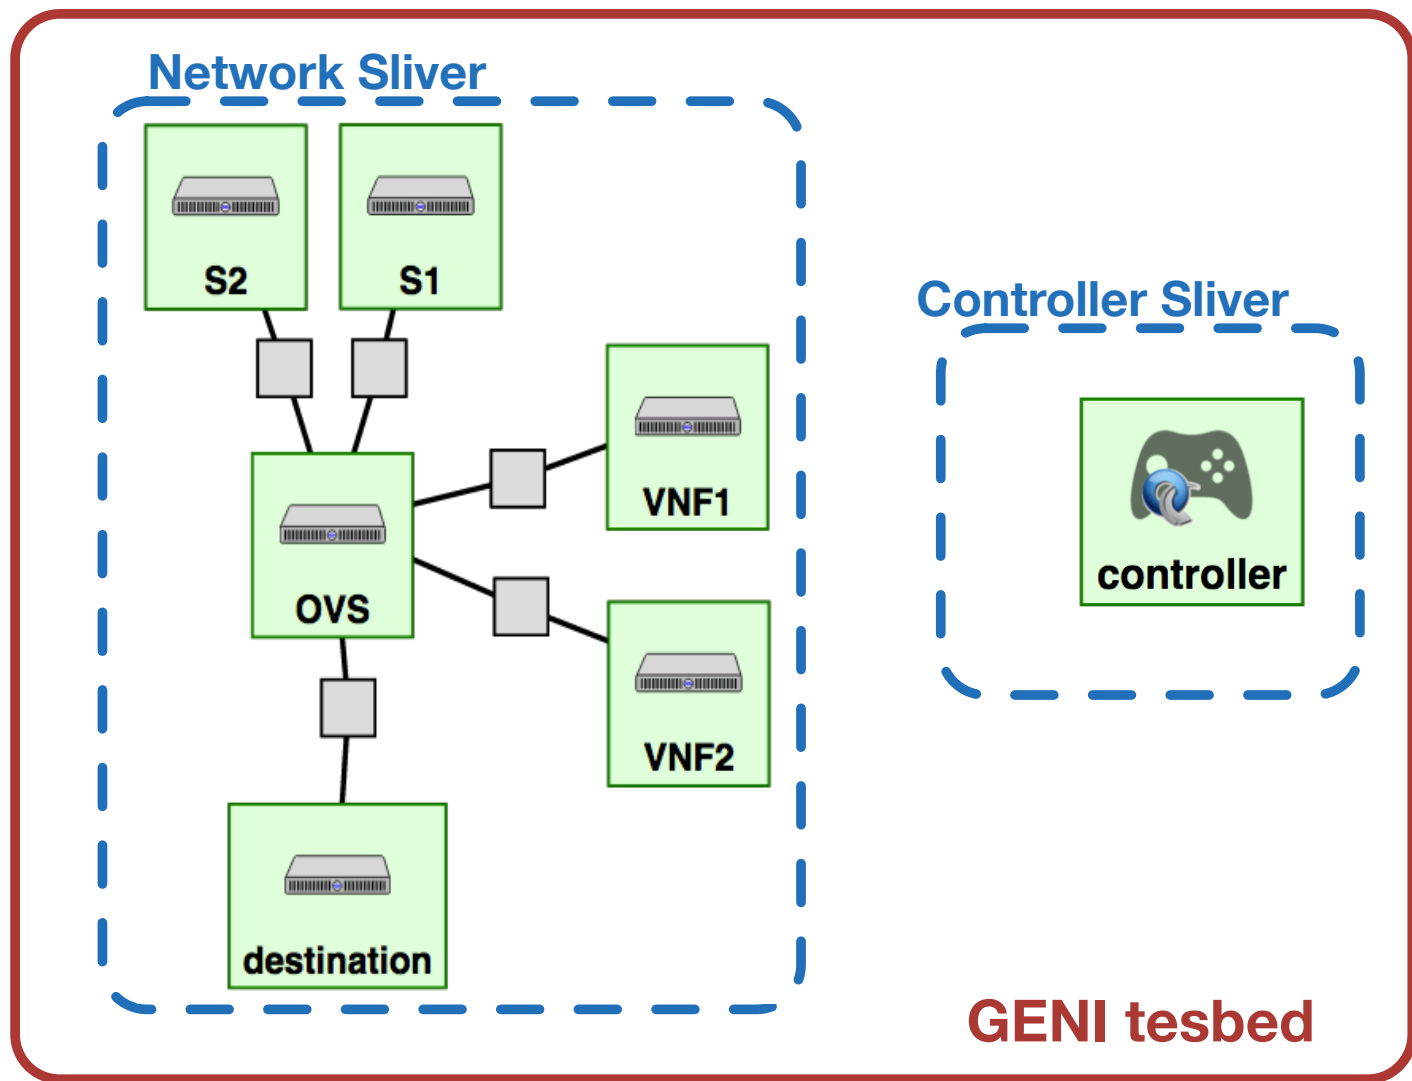 Network Sliver
S2
S1
Controller Sliver
VNF1
controller
OVS
VNF2
destination
GENI tesbed